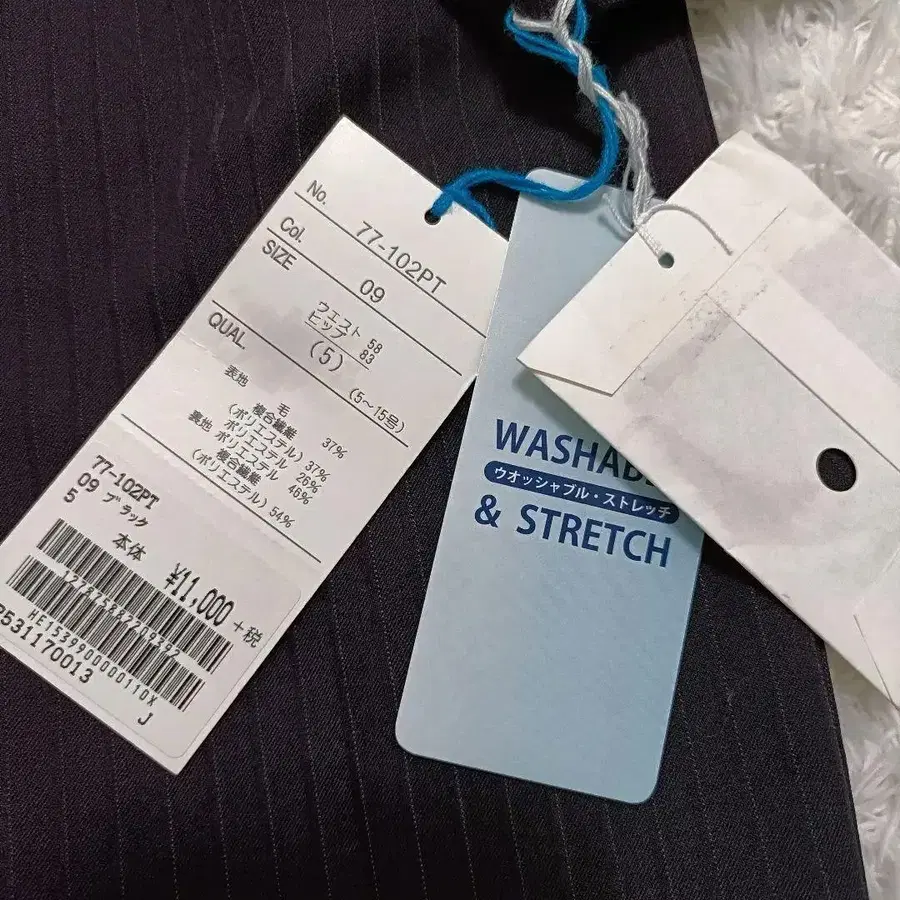 No. 77-102PT
Col. 09
SIZE ウエスト 58
ヒップ 83
(5) (5~15号)
QUAL
表地 毛 37%
複合繊維
(ポリエステル) 37%
ポリエステル 26%
裏地 ポリエステル 46%
複合繊維
(ポリエステル) 54%
77-102PT
09 ブラック
5
本体 ¥11,000 +税
HE1539900000110X
2531170013
J
WASHAB
ウオッシャブル・ストレッチ
& STRETCH